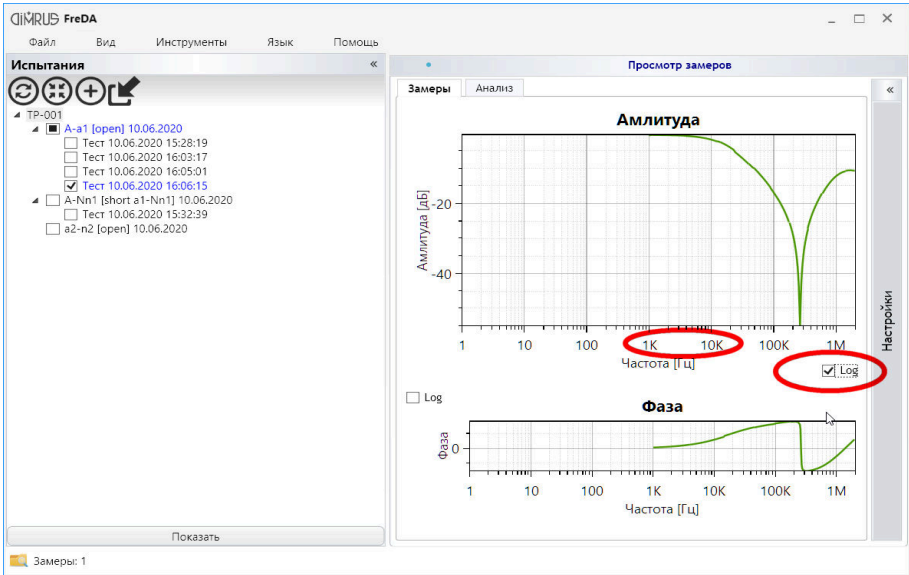 DiMRUS FreDA
Файл Вид Инструменты Язык Помощь
Испытания «
TP-001
A-a1 [open] 10.06.2020
Тест 10.06.2020 15:28:19
Тест 10.06.2020 16:03:17
Тест 10.06.2020 16:05:01
Тест 10.06.2020 16:06:15
A-Nn1 [short a1-Nn1] 10.06.2020
Тест 10.06.2020 15:32:39
a2-n2 [open] 10.06.2020
Показать
Замеры: 1
Просмотр замеров
Замеры Анализ «
Амлитуда
Амлитуда [дБ]
-20
-40
1 10 100 1K 10K 100K 1M
Частота [Гц]
Log
Log
Фаза
Фаза
0
1 10 100 1K 10K 100K 1M
Частота [Гц]
Настройки